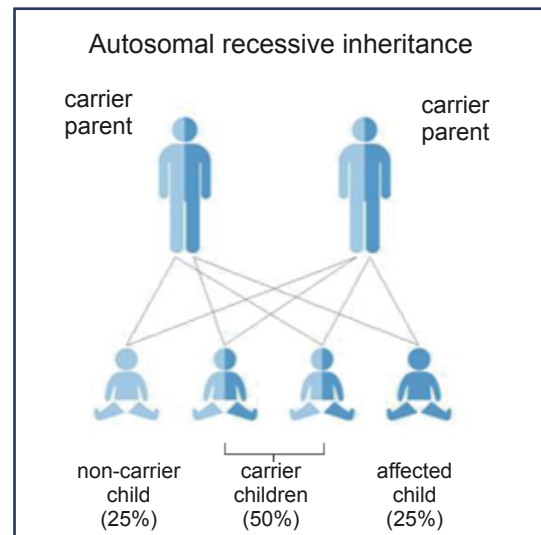 Autosomal recessive inheritance
carrier
parent
carrier
parent
non-carrier
child
(25%)
carrier
children
(50%)
affected
child
(25%)